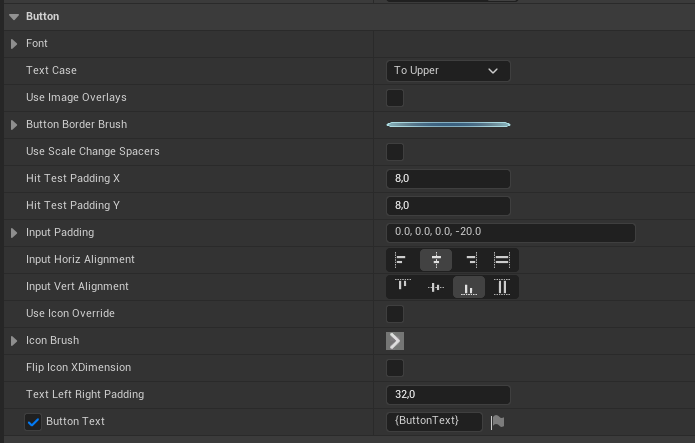 Button
Font
Text Case To Upper
Use Image Overlays
Button Border Brush
Use Scale Change Spacers
Hit Test Padding X 8,0
Hit Test Padding Y 8,0
Input Padding 0.0, 0.0, 0.0, -20.0
Input Horiz Alignment
Input Vert Alignment
Use Icon Override
Icon Brush
Flip Icon XDimension
Text Left Right Padding 32,0
Button Text {ButtonText}